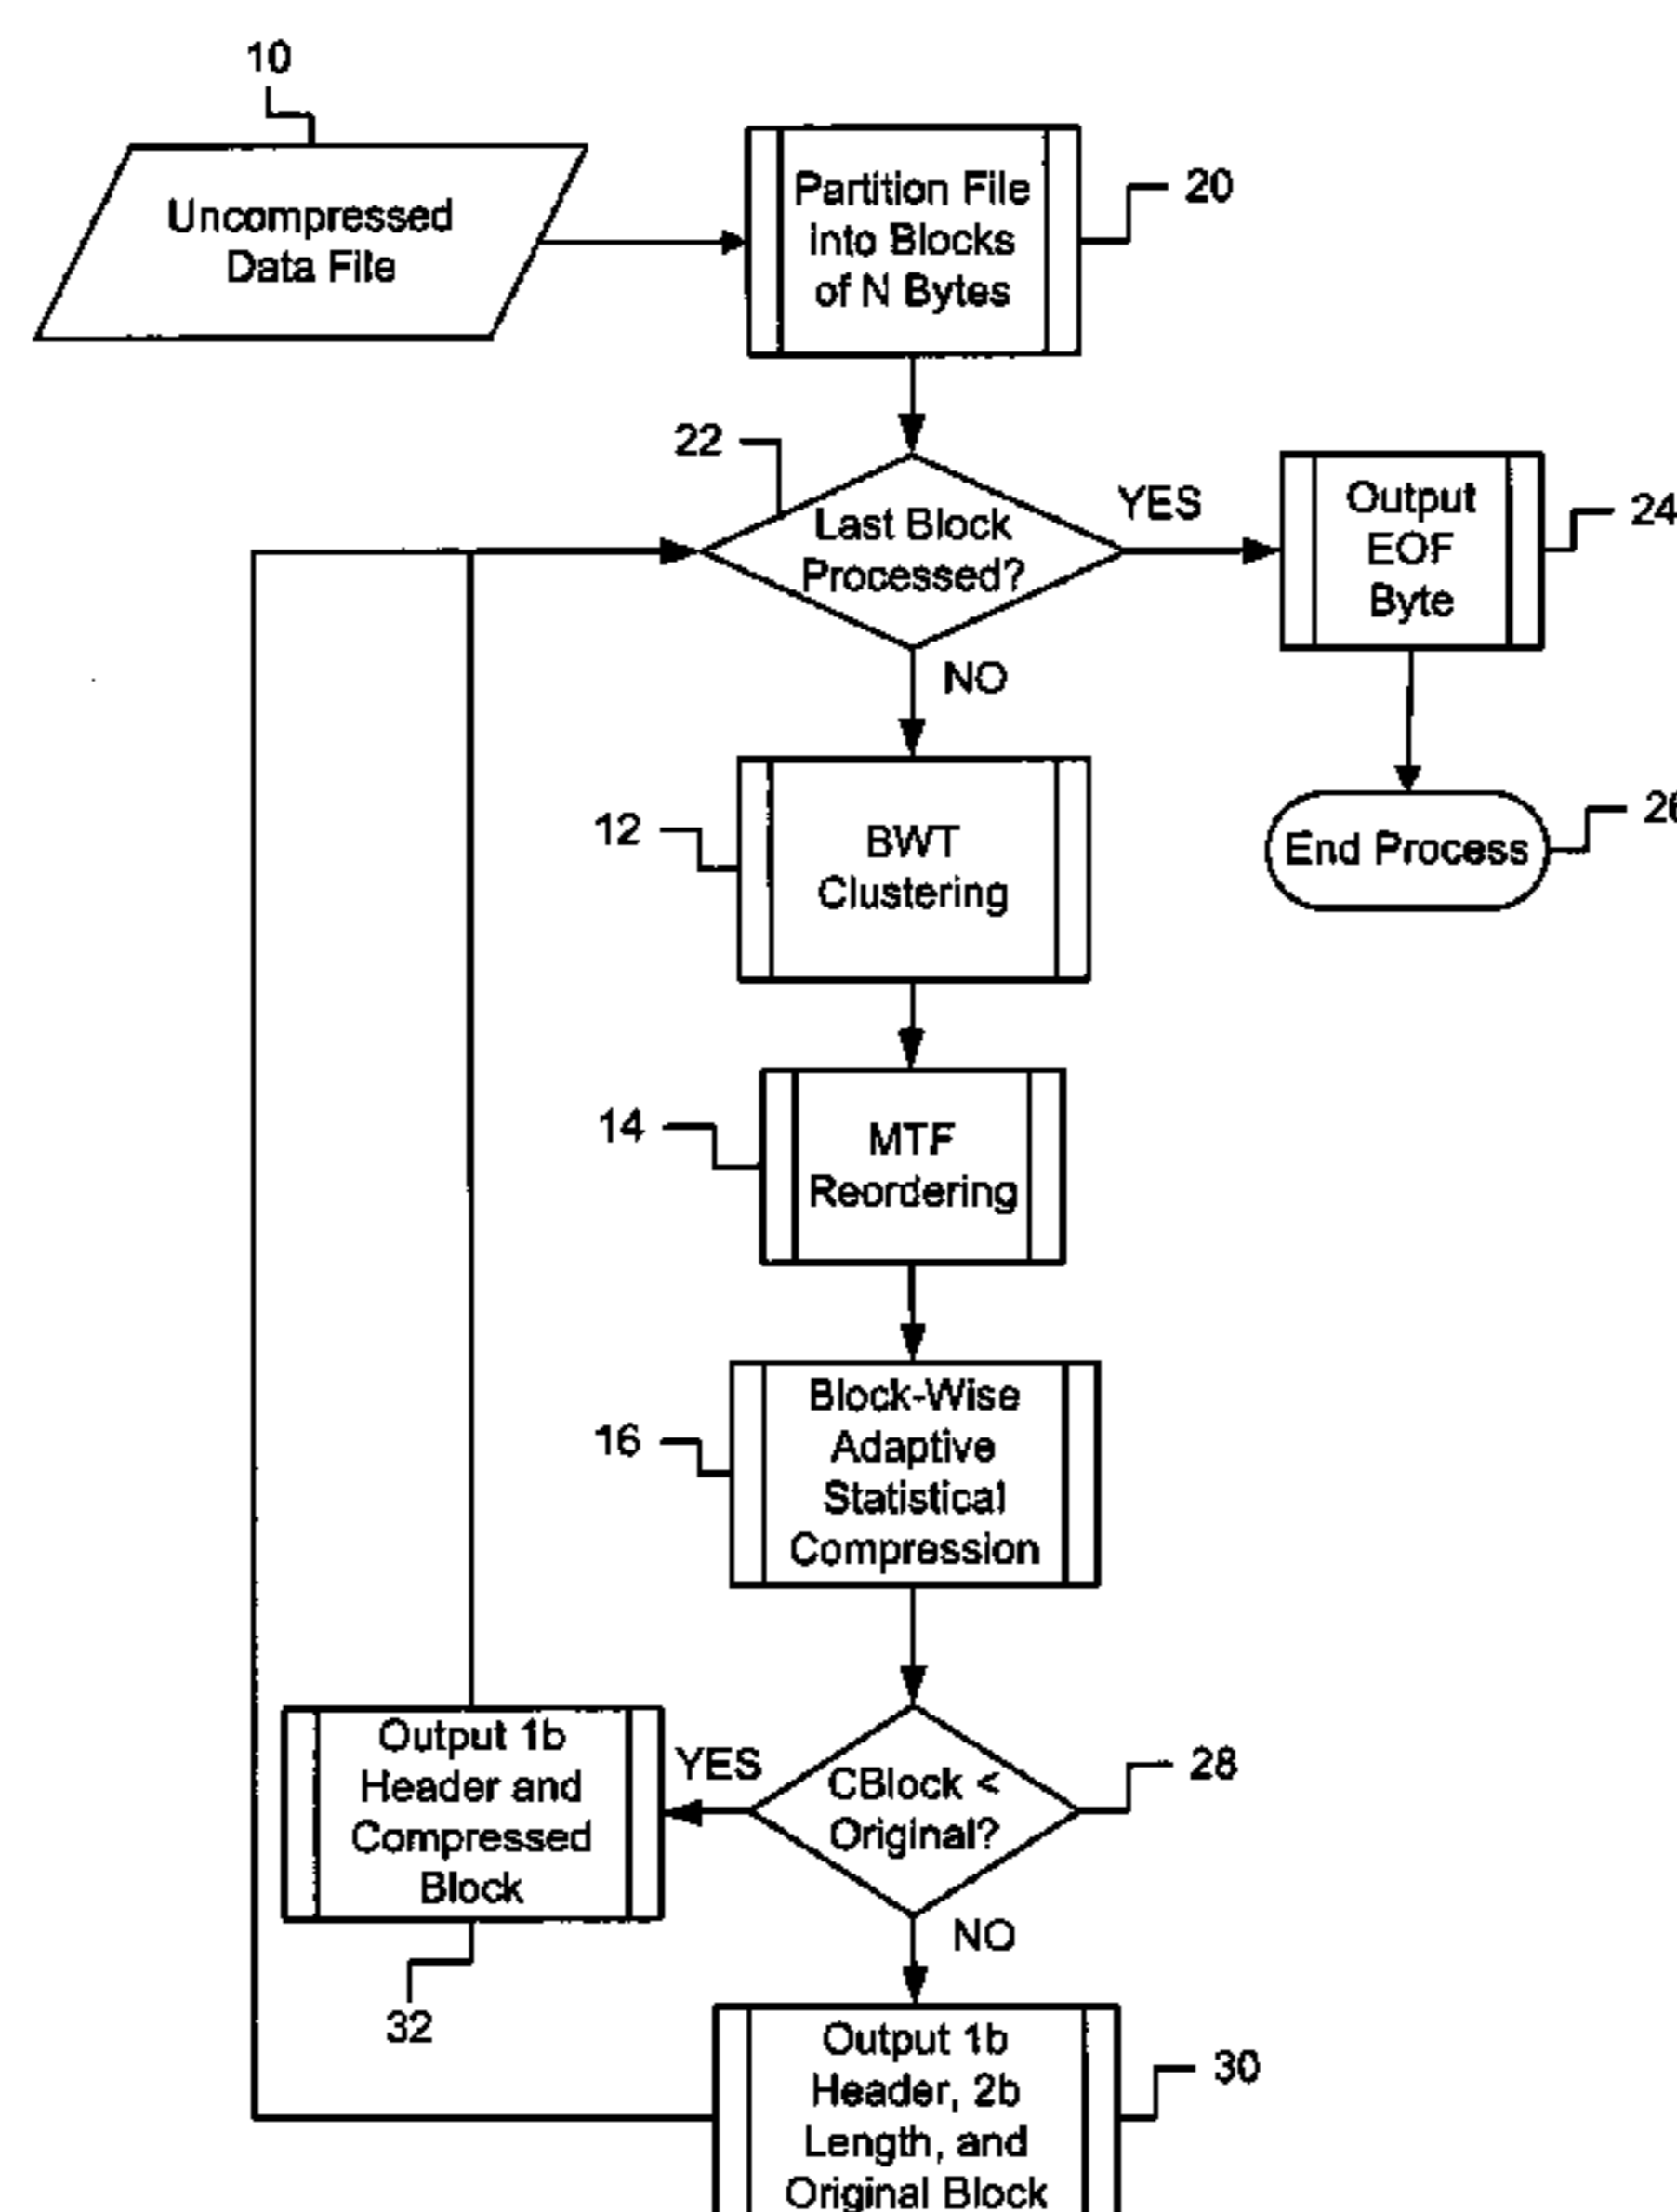 10
Uncompressed
Data File
Partition File
into Blocks
of N Bytes
20
22
Last Block
Processed?
YES
Output
EOF
Byte
24
NO
End Process
12
BWT
Clustering
14
MTF
Reordering
16
Block-Wise
Adaptive
Statistical
Compression
Output 1b
Header and
Compressed
Block
YES
CBlock <
Original?
28
NO
32
Output 1b
Header, 2b
Length, and
Original Block
30